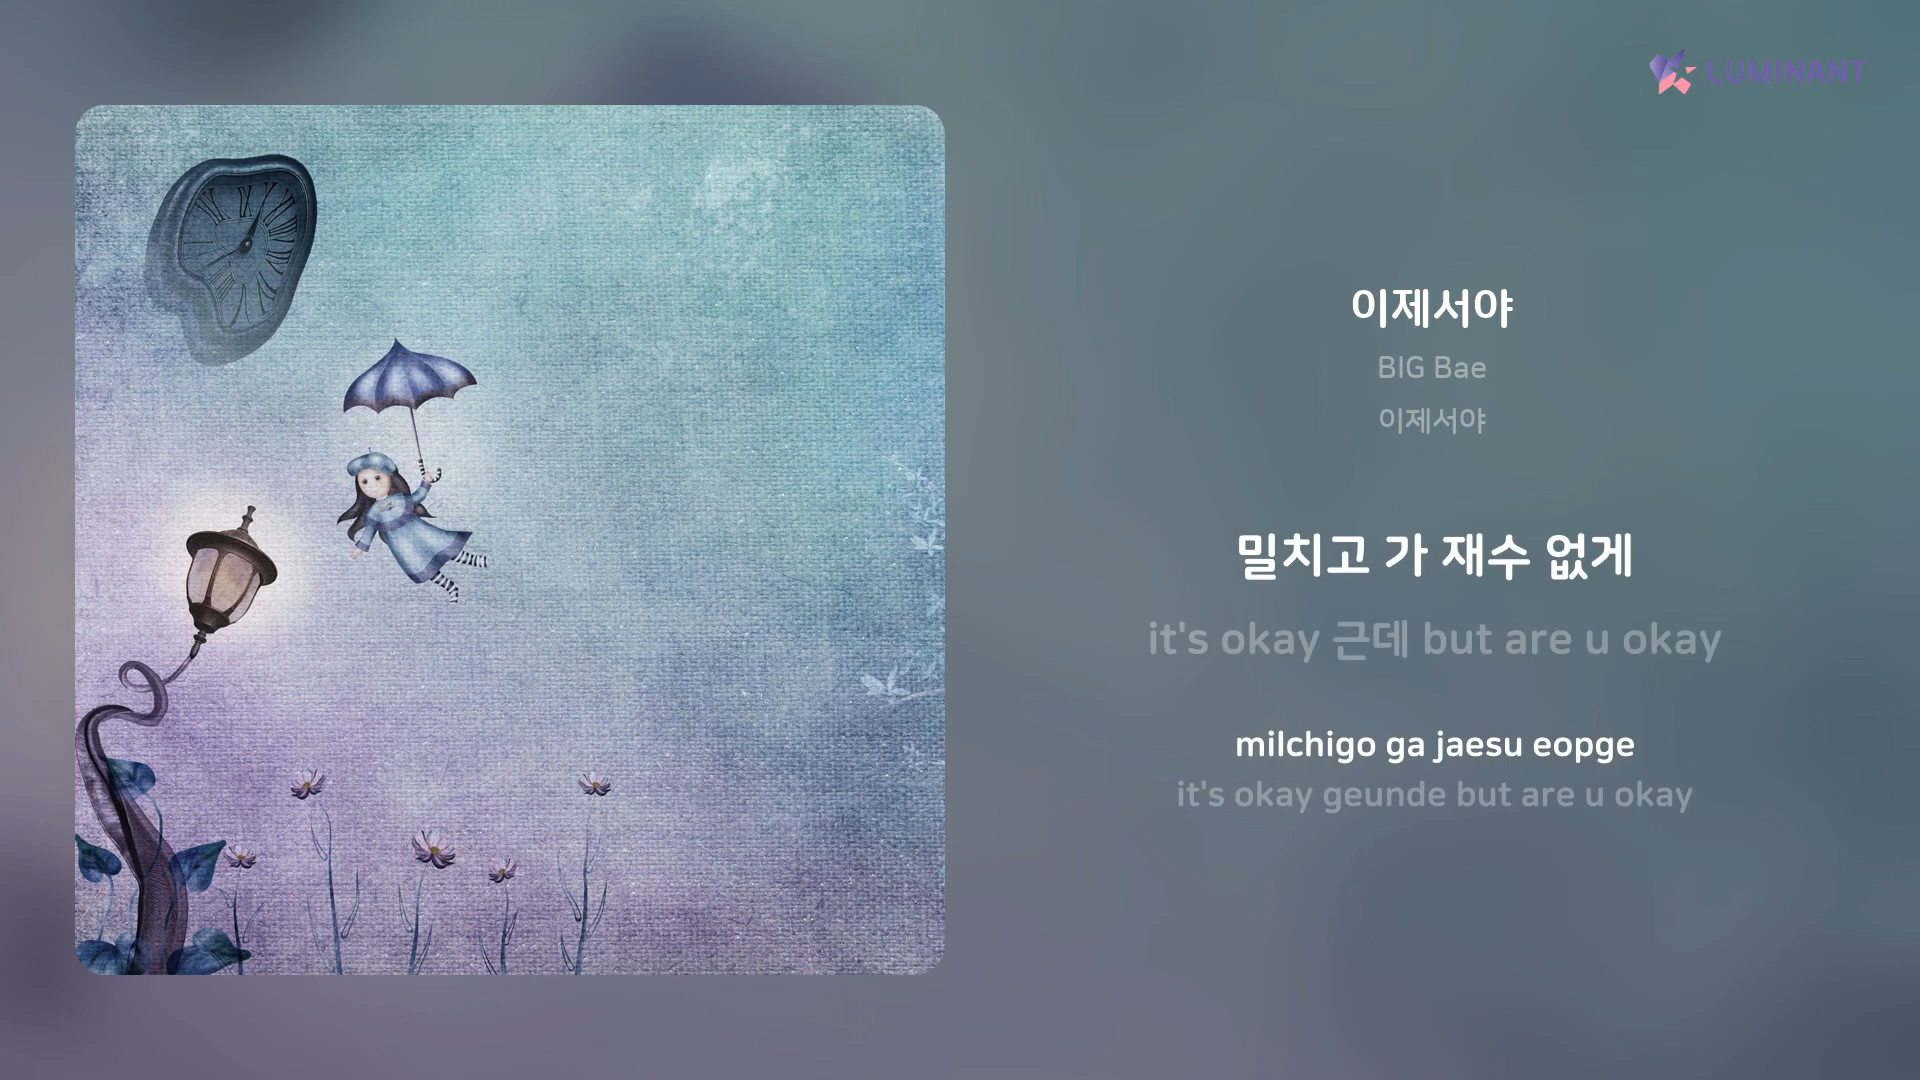 LUMINANT
이제서야
BIG Bae
이제서야
밀치고 가 재수 없게
it's okay 근데 but are u okay
milchigo ga jaesu eopge
it's okay geunde but are u okay